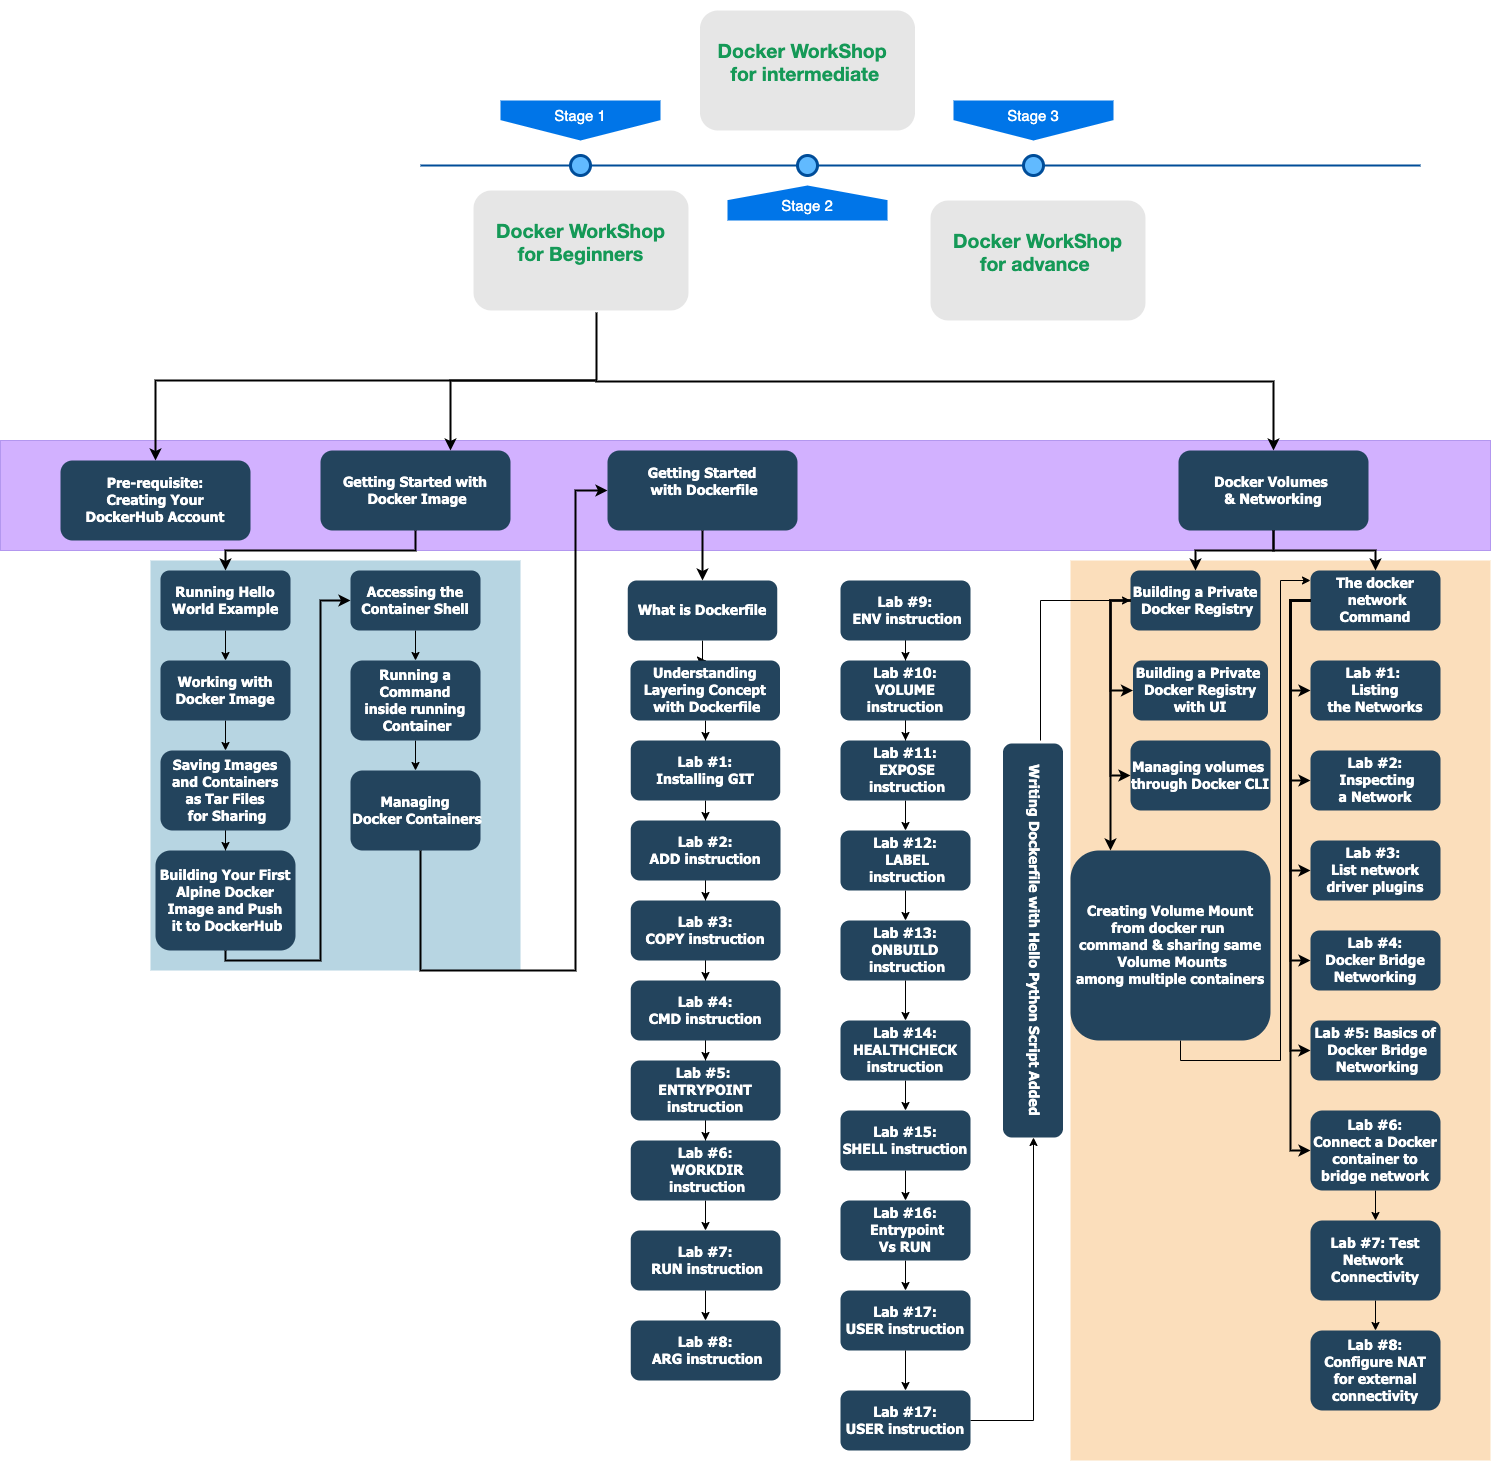 Docker WorkShop
for intermediate
Stage 1
Stage 3
Stage 2
Docker WorkShop
for Beginners
Docker WorkShop
for advance
Pre-requisite:
Creating Your
DockerHub Account
Getting Started with
Docker Image
Getting Started
with Dockerfile
Docker Volumes
& Networking
Running Hello
World Example
Working with
Docker Image
Saving Images
and Containers
as Tar Files
for Sharing
Building Your First
Alpine Docker
Image and Push
it to DockerHub
Accessing the
Container Shell
Running a
Command
inside running
Container
Managing
Docker Containers
What is Dockerfile
Understanding
Layering Concept
with Dockerfile
Lab #1:
Installing GIT
Lab #2:
ADD instruction
Lab #3:
COPY instruction
Lab #4:
CMD instruction
Lab #5:
ENTRYPOINT
instruction
Lab #6:
WORKDIR
instruction
Lab #7:
RUN instruction
Lab #8:
ARG instruction
Lab #9:
ENV instruction
Lab #10:
VOLUME
instruction
Lab #11:
EXPOSE
instruction
Lab #12:
LABEL
instruction
Lab #13:
ONBUILD
instruction
Lab #14:
HEALTHCHECK
instruction
Lab #15:
SHELL instruction
Lab #16:
Entrypoint
Vs RUN
Lab #17:
USER instruction
Lab #17:
USER instruction
Writing Dockerfile with Hello Python Script Added
Building a Private
Docker Registry
Building a Private
Docker Registry
with UI
Managing volumes
through Docker CLI
Creating Volume Mount
from docker run
command & sharing same
Volume Mounts
among multiple containers
The docker
network
Command
Lab #1:
Listing
the Networks
Lab #2:
Inspecting
a Network
Lab #3:
List network
driver plugins
Lab #4:
Docker Bridge
Networking
Lab #5: Basics of
Docker Bridge
Networking
Lab #6:
Connect a Docker
container to
bridge network
Lab #7: Test
Network
Connectivity
Lab #8:
Configure NAT
for external
connectivity